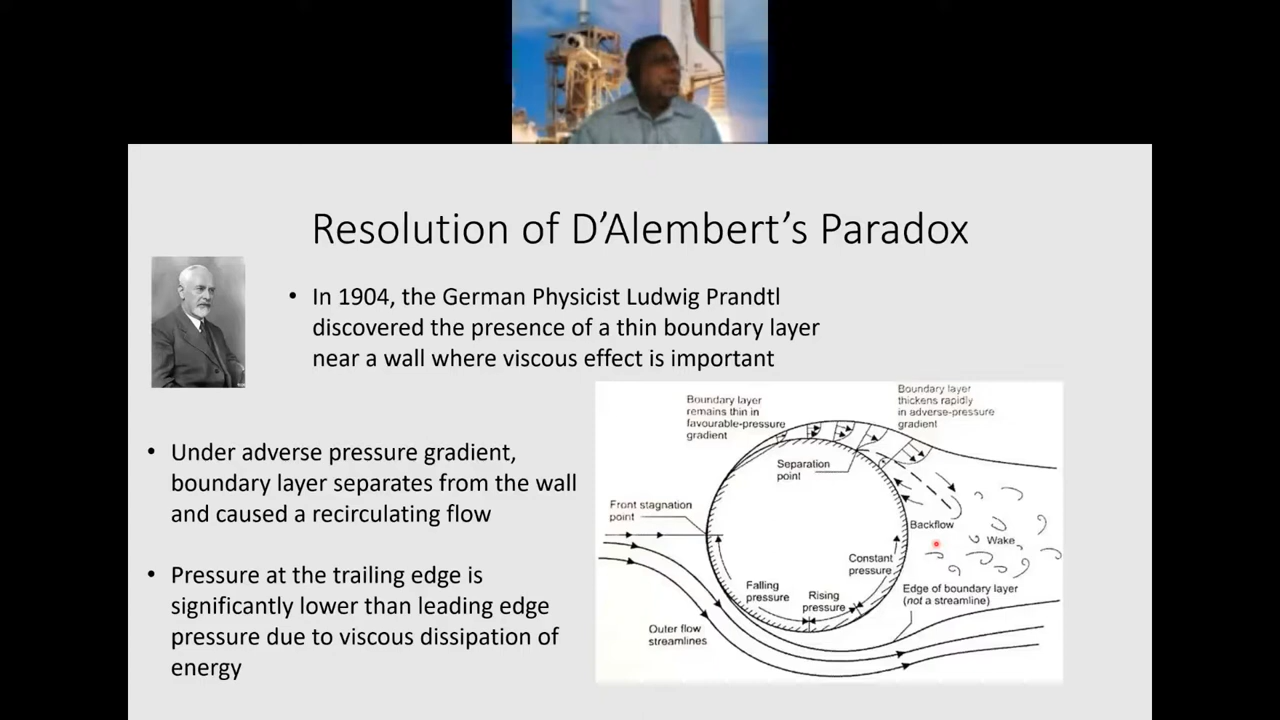 Resolution of D’Alembert’s Paradox
• In 1904, the German Physicist Ludwig Prandtl
discovered the presence of a thin boundary layer
near a wall where viscous effect is important
• Under adverse pressure gradient,
boundary layer separates from the wall
and caused a recirculating flow
• Pressure at the trailing edge is
significantly lower than leading edge
pressure due to viscous dissipation of
energy
Boundary layer
remains thin in
favourable-pressure
gradient
Boundary layer
thickens rapidly
in adverse-pressure
gradient
Separation
point
Front stagnation
point
Backflow
Wake
Constant
pressure
Falling
pressure
Rising
pressure
Edge of boundary layer
(not a streamline)
Outer flow
streamlines